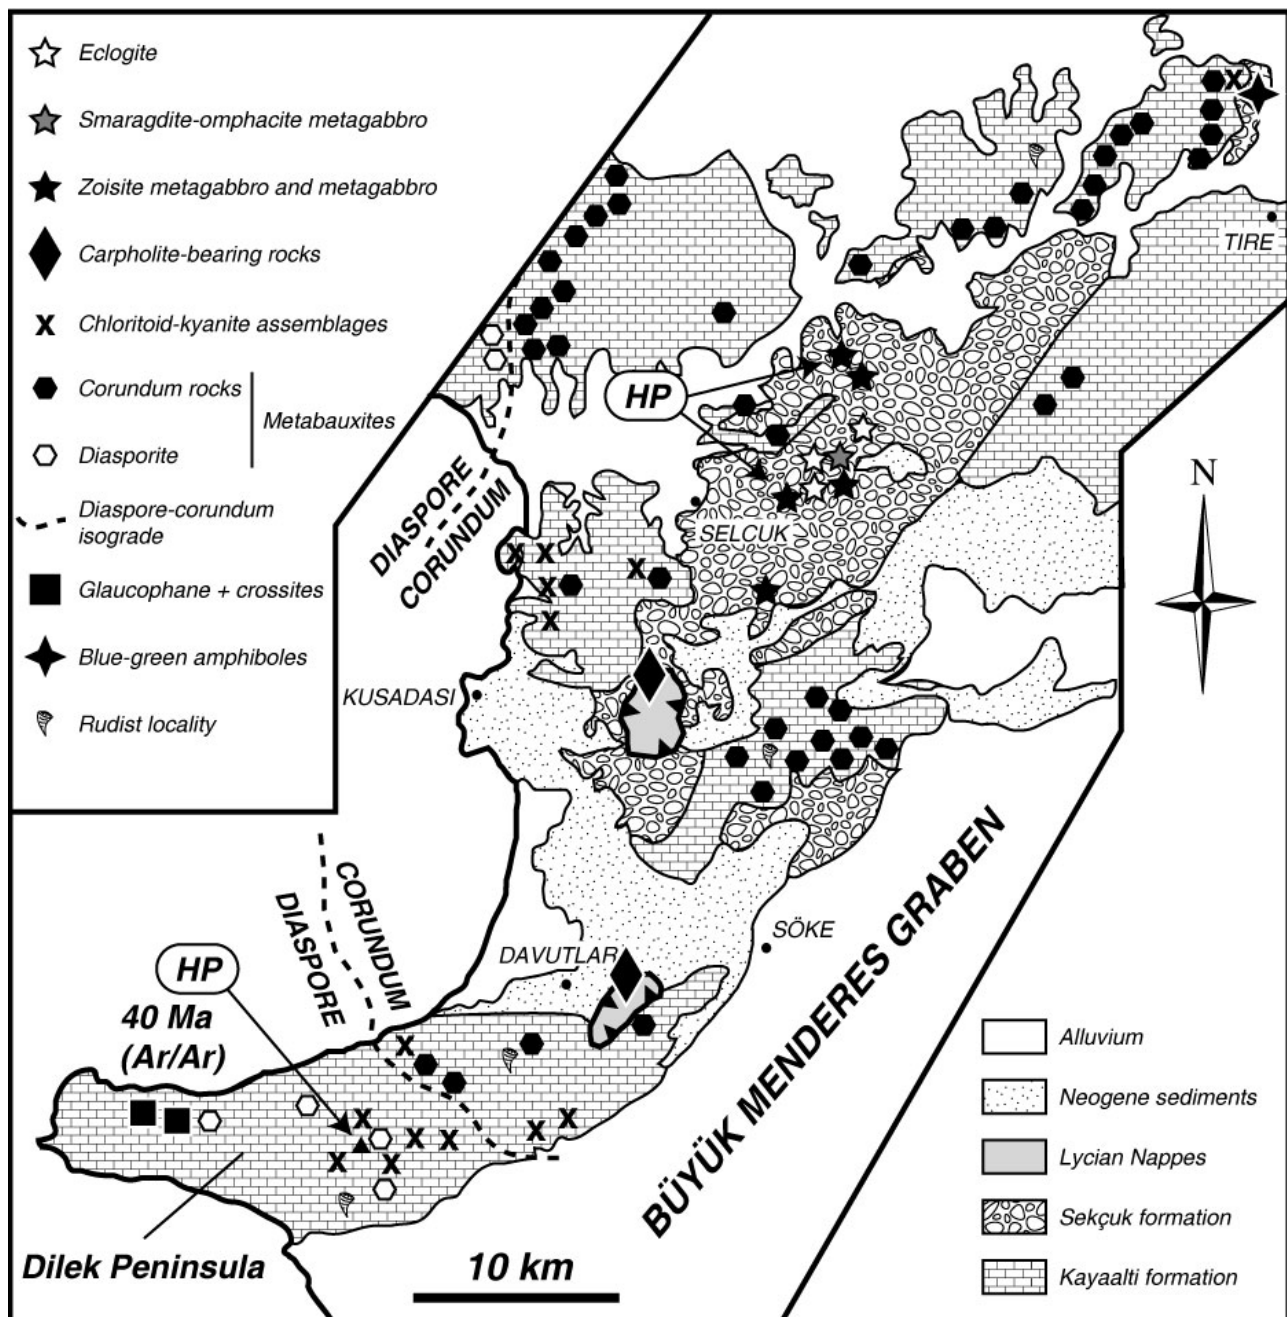 Eclogite
Smaragdite-omphacite metagabbro
Zoisite metagabbro and metagabbro
Carpholite-bearing rocks
Chloritoid-kyanite assemblages
Corundum rocks
Metabauxites
Diasporite
Diaspore-corundum
isograde
Glaucophane + crossites
Blue-green amphiboles
Rudist locality
TIRE
HP
DIASPORE
CORUNDUM
SELCUK
N
KUSADASI
CORUNDUM
DIASPORE
HP
40 Ma
(Ar/Ar)
DAVUTLAR
SÖKE
BÜYÜK MENDERES GRABEN
Dilek Peninsula
10 km
Alluvium
Neogene sediments
Lycian Nappes
Sekçuk formation
Kayaalti formation